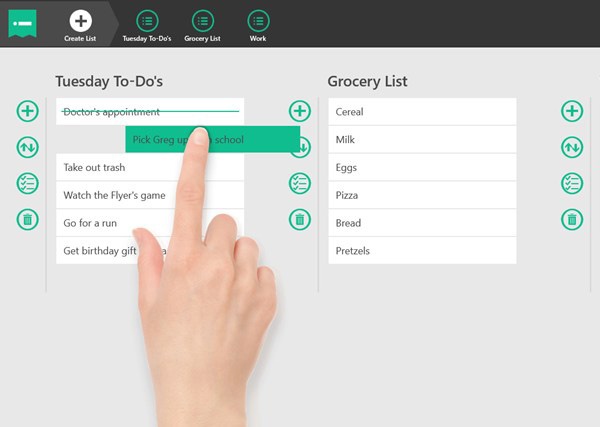 Create List
Tuesday To-Do's
Grocery List
Work
Tuesday To-Do's
Doctor's appointment
Pick Greg up school
Take out trash
Watch the Flyer's game
Go for a run
Get birthday gift
Grocery List
Cereal
Milk
Eggs
Pizza
Bread
Pretzels